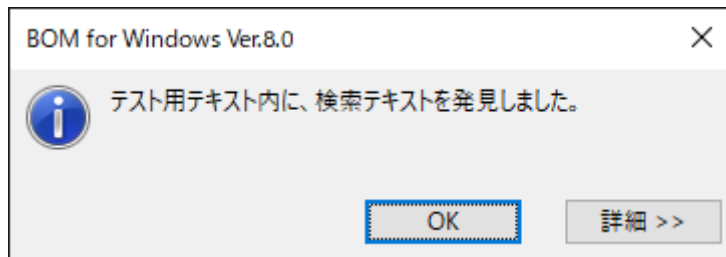 BOM for Windows Ver.8.0
テスト用テキスト内に、検索テキストを発見しました。
OK
詳細 >>